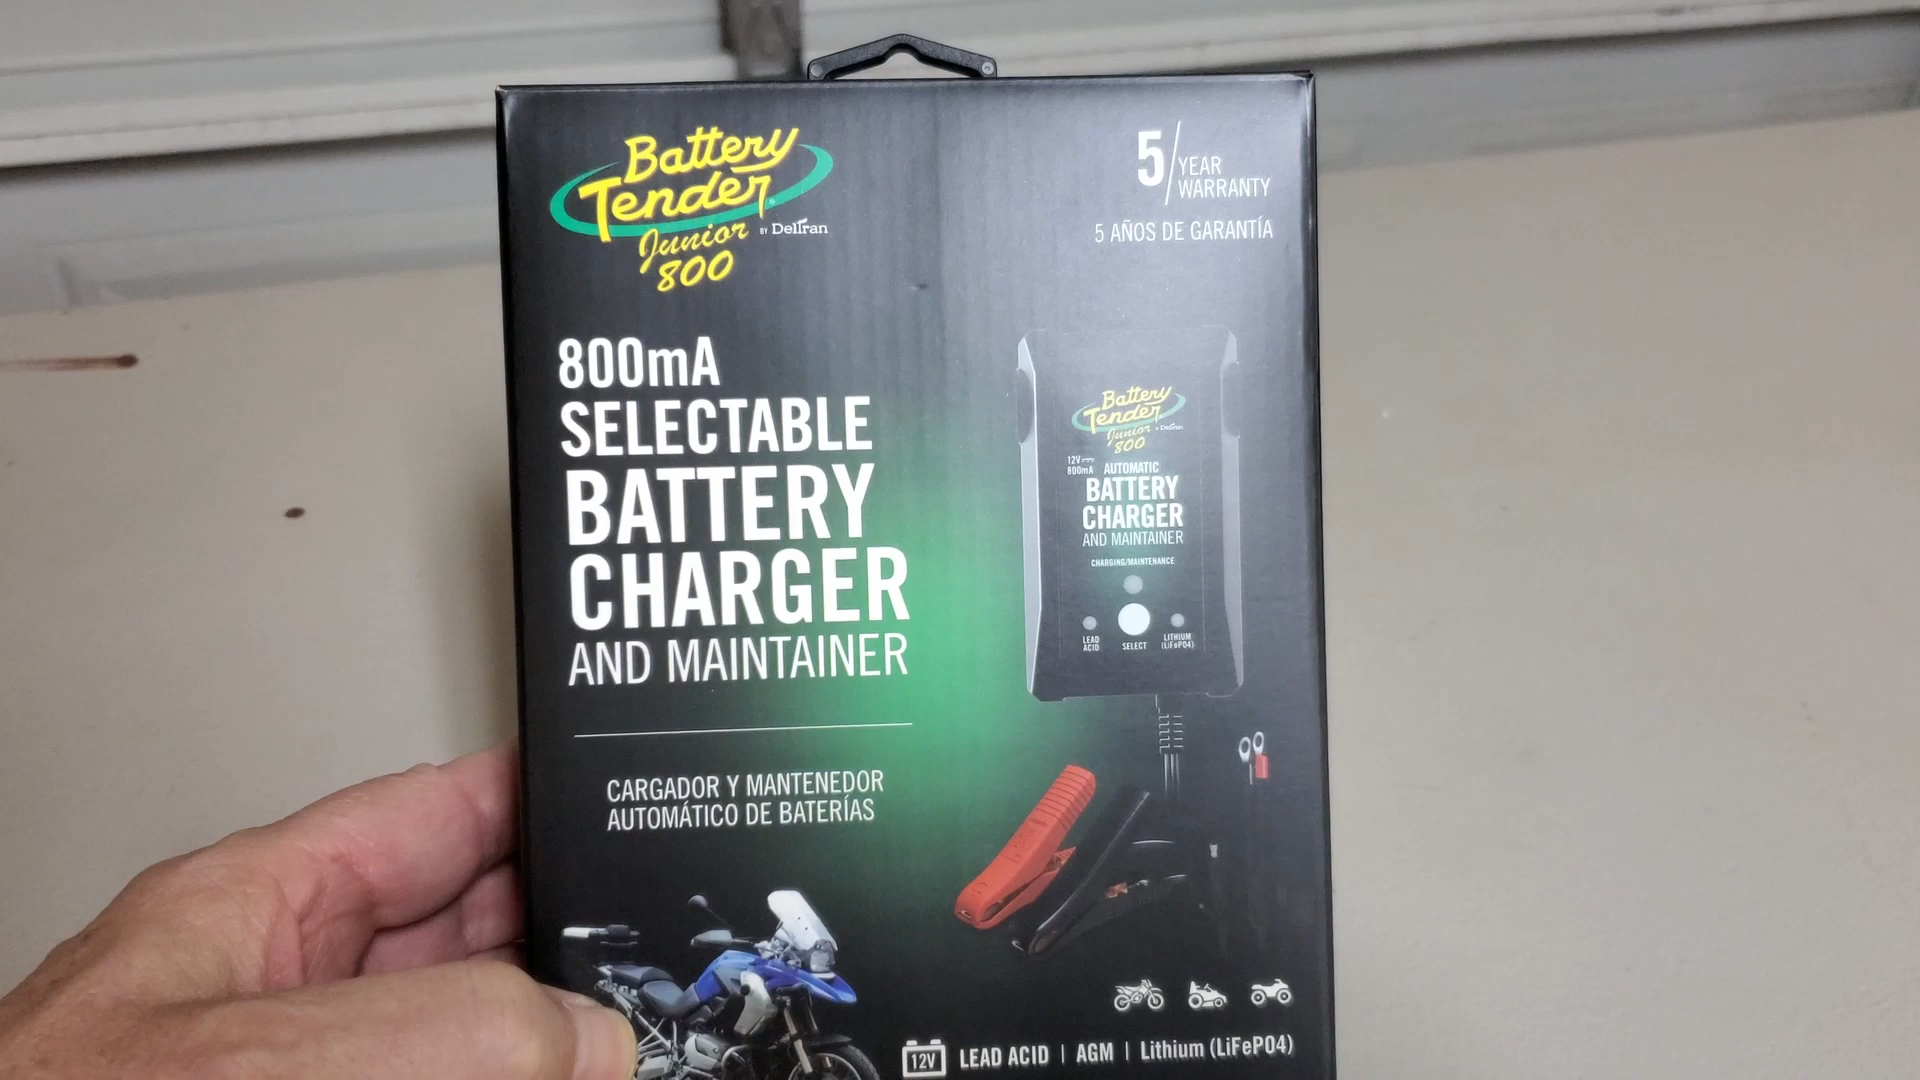 Battery
Tender
BY Deltran
Junior
800
5/YEAR
WARRANTY
5 AÑOS DE GARANTÍA
800mA
SELECTABLE
BATTERY
CHARGER
AND MAINTAINER
CARGADOR Y MANTENEDOR
AUTOMÁTICO DE BATERÍAS
Battery
Tender
BY Deltran
Junior
800
12V
800mA
AUTOMATIC
BATTERY
CHARGER
AND MAINTAINER
CHARGING/MAINTENANCE
LEAD
ACID
SELECT
LITHIUM
(LiFePO4)
12V LEAD ACID | AGM | Lithium (LiFePO4)